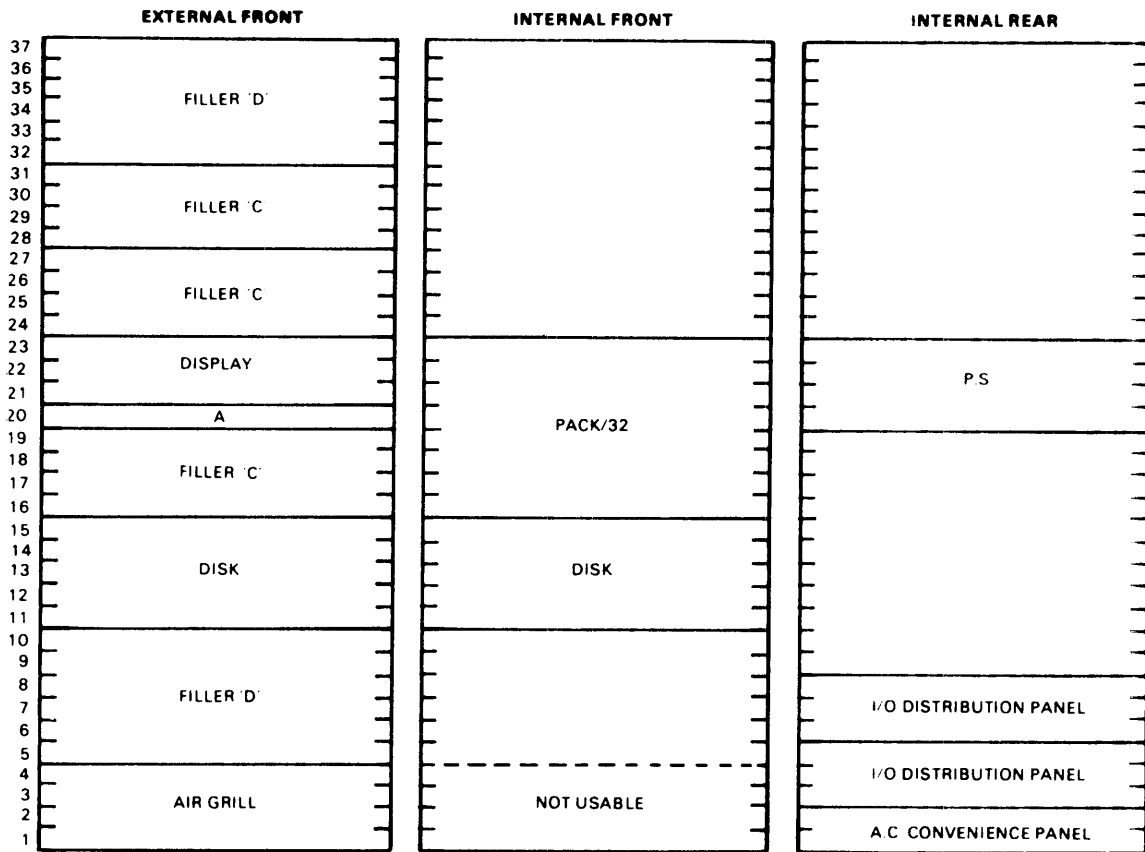 EXTERNAL FRONT
INTERNAL FRONT
INTERNAL REAR
37
36
35
34
33
32
31
30
29
28
27
26
25
24
23
22
21
20
19
18
17
16
15
14
13
12
11
10
9
8
7
6
5
4
3
2
1
FILLER 'D'
FILLER 'C
FILLER 'C
DISPLAY
A
FILLER 'C'
DISK
FILLER 'D'
AIR GRILL
PACK/32
DISK
NOT USABLE
P.S
I/O DISTRIBUTION PANEL
I/O DISTRIBUTION PANEL
A.C CONVENIENCE PANEL